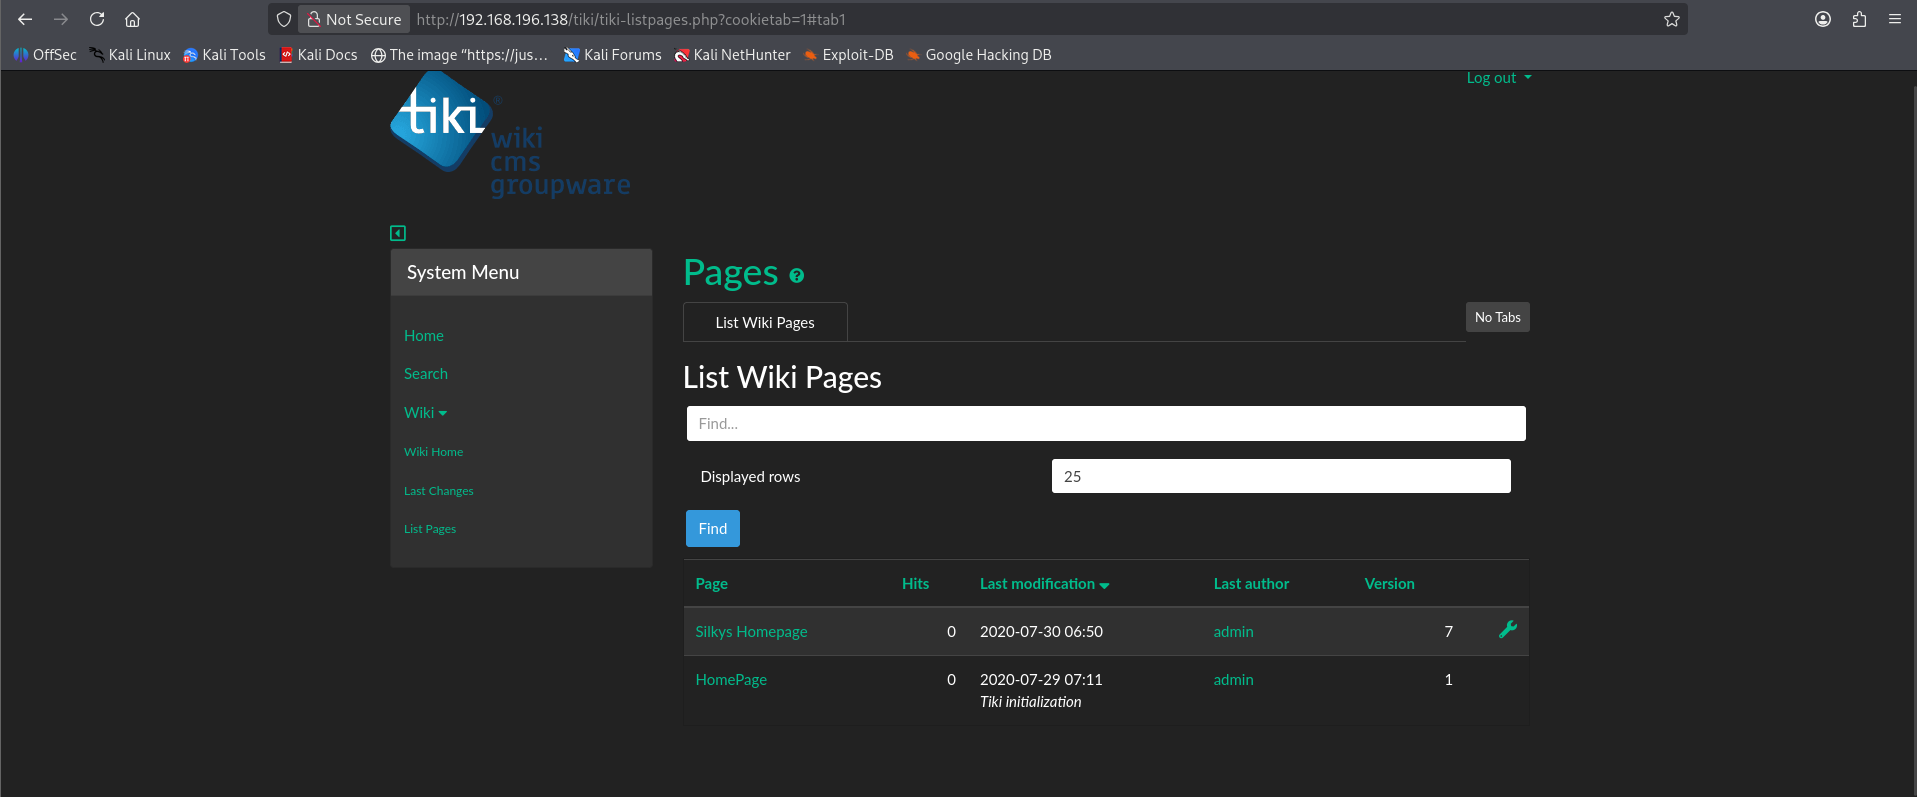 Not Secure http://192.168.196.138/tiki/tiki-listpages.php?cookietab=1#tab1
OffSec Kali Linux Kali Tools Kali Docs The image “https://jus… Kali Forums Kali NetHunter Exploit-DB Google Hacking DB
Log out
tiki®
wiki
cms
groupware
System Menu
Home
Search
Wiki
Wiki Home
Last Changes
List Pages
Pages ?
List Wiki Pages
No Tabs
List Wiki Pages
Find...
Displayed rows 25
Find
Page Hits Last modification Last author Version
Silkys Homepage 0 2020-07-30 06:50 admin 7
HomePage 0 2020-07-29 07:11 admin 1
Tiki initialization